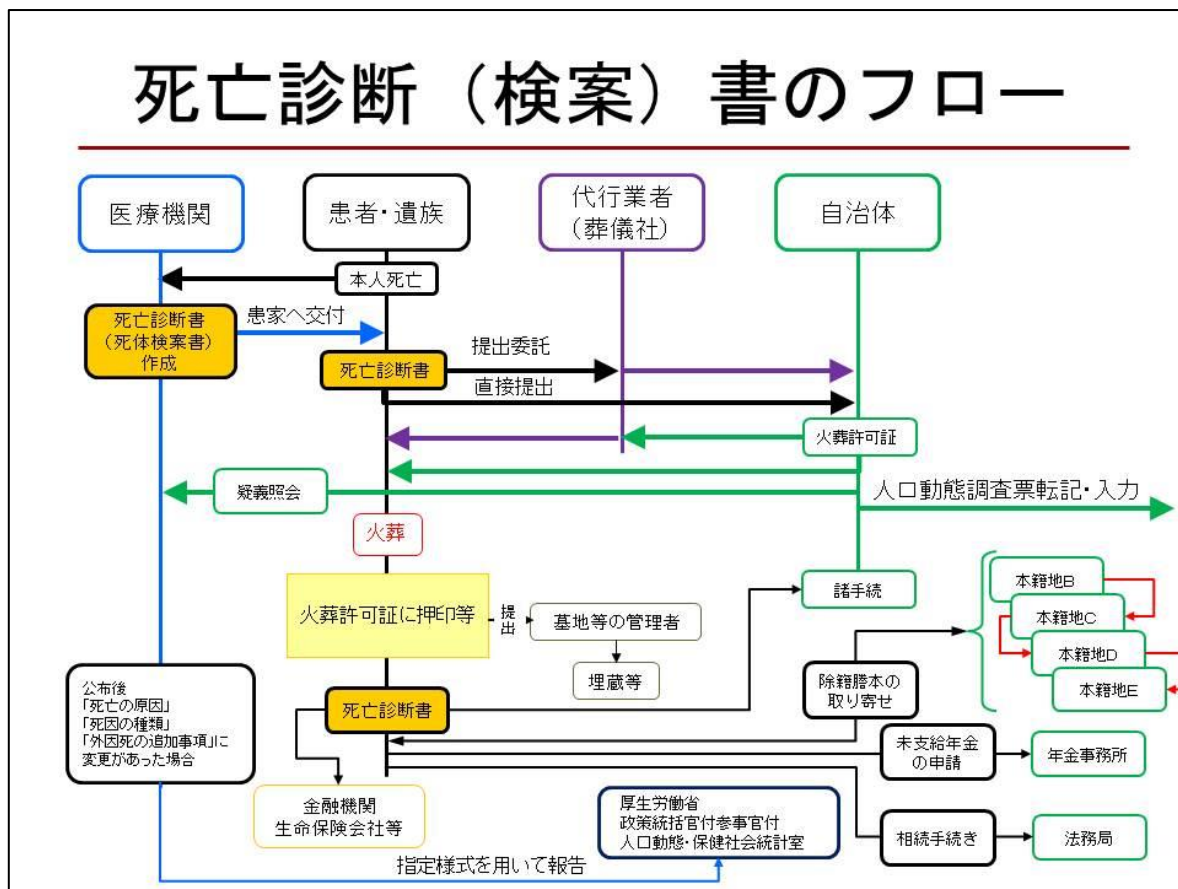 死亡診断（検案）書のフロー
医療機関
患者・遺族
代行業者
（葬儀社）
自治体
本人死亡
死亡診断書
（死体検案書）
作成
患家へ交付
死亡診断書
提出委託
直接提出
火葬許可証
疑義照会
人口動態調査票転記・入力
火葬
諸手続
本籍地B
本籍地C
本籍地D
本籍地E
火葬許可証に押印等
提出
墓地等の管理者
埋蔵等
除籍謄本の
取り寄せ
公布後
「死亡の原因」
「死因の種類」
「外因死の追加事項」に
変更があった場合
死亡診断書
未支給年金
の申請
年金事務所
金融機関
生命保険会社等
厚生労働省
政策統括官付参事官付
人口動態・保健社会統計室
相続手続き
法務局
指定様式を用いて報告